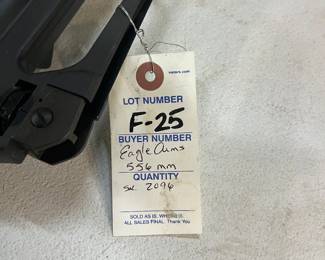 LOT NUMBER
F-25
BUYER NUMBER
Eagle Arms
556 mm
QUANTITY
SN. 2096
SOLD AS IS, WHERE IS.
ALL SALES FINAL. Thank You